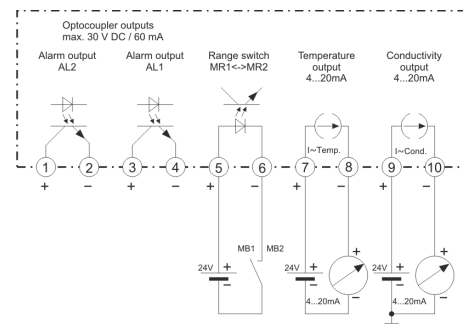 Optocoupler outputs
max. 30 V DC / 60 mA
Alarm output
AL2
Alarm output
AL1
Range switch
MR1<->MR2
Temperature
output
4...20mA
Conductivity
output
4...20mA
I~Temp.
I~Cond.
1 2 3 4 5 6 7 8 9 10
+ − + − + − + − + −
MB1 MB2
+ +
24V + 24V + 24V +
− − − − −
4...20mA 4...20mA